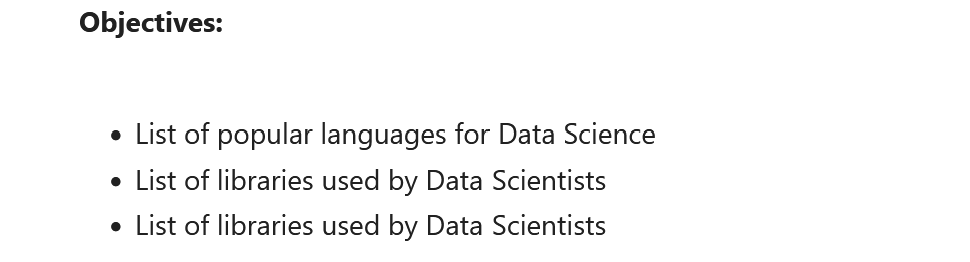 Objectives:
• List of popular languages for Data Science
• List of libraries used by Data Scientists
• List of libraries used by Data Scientists